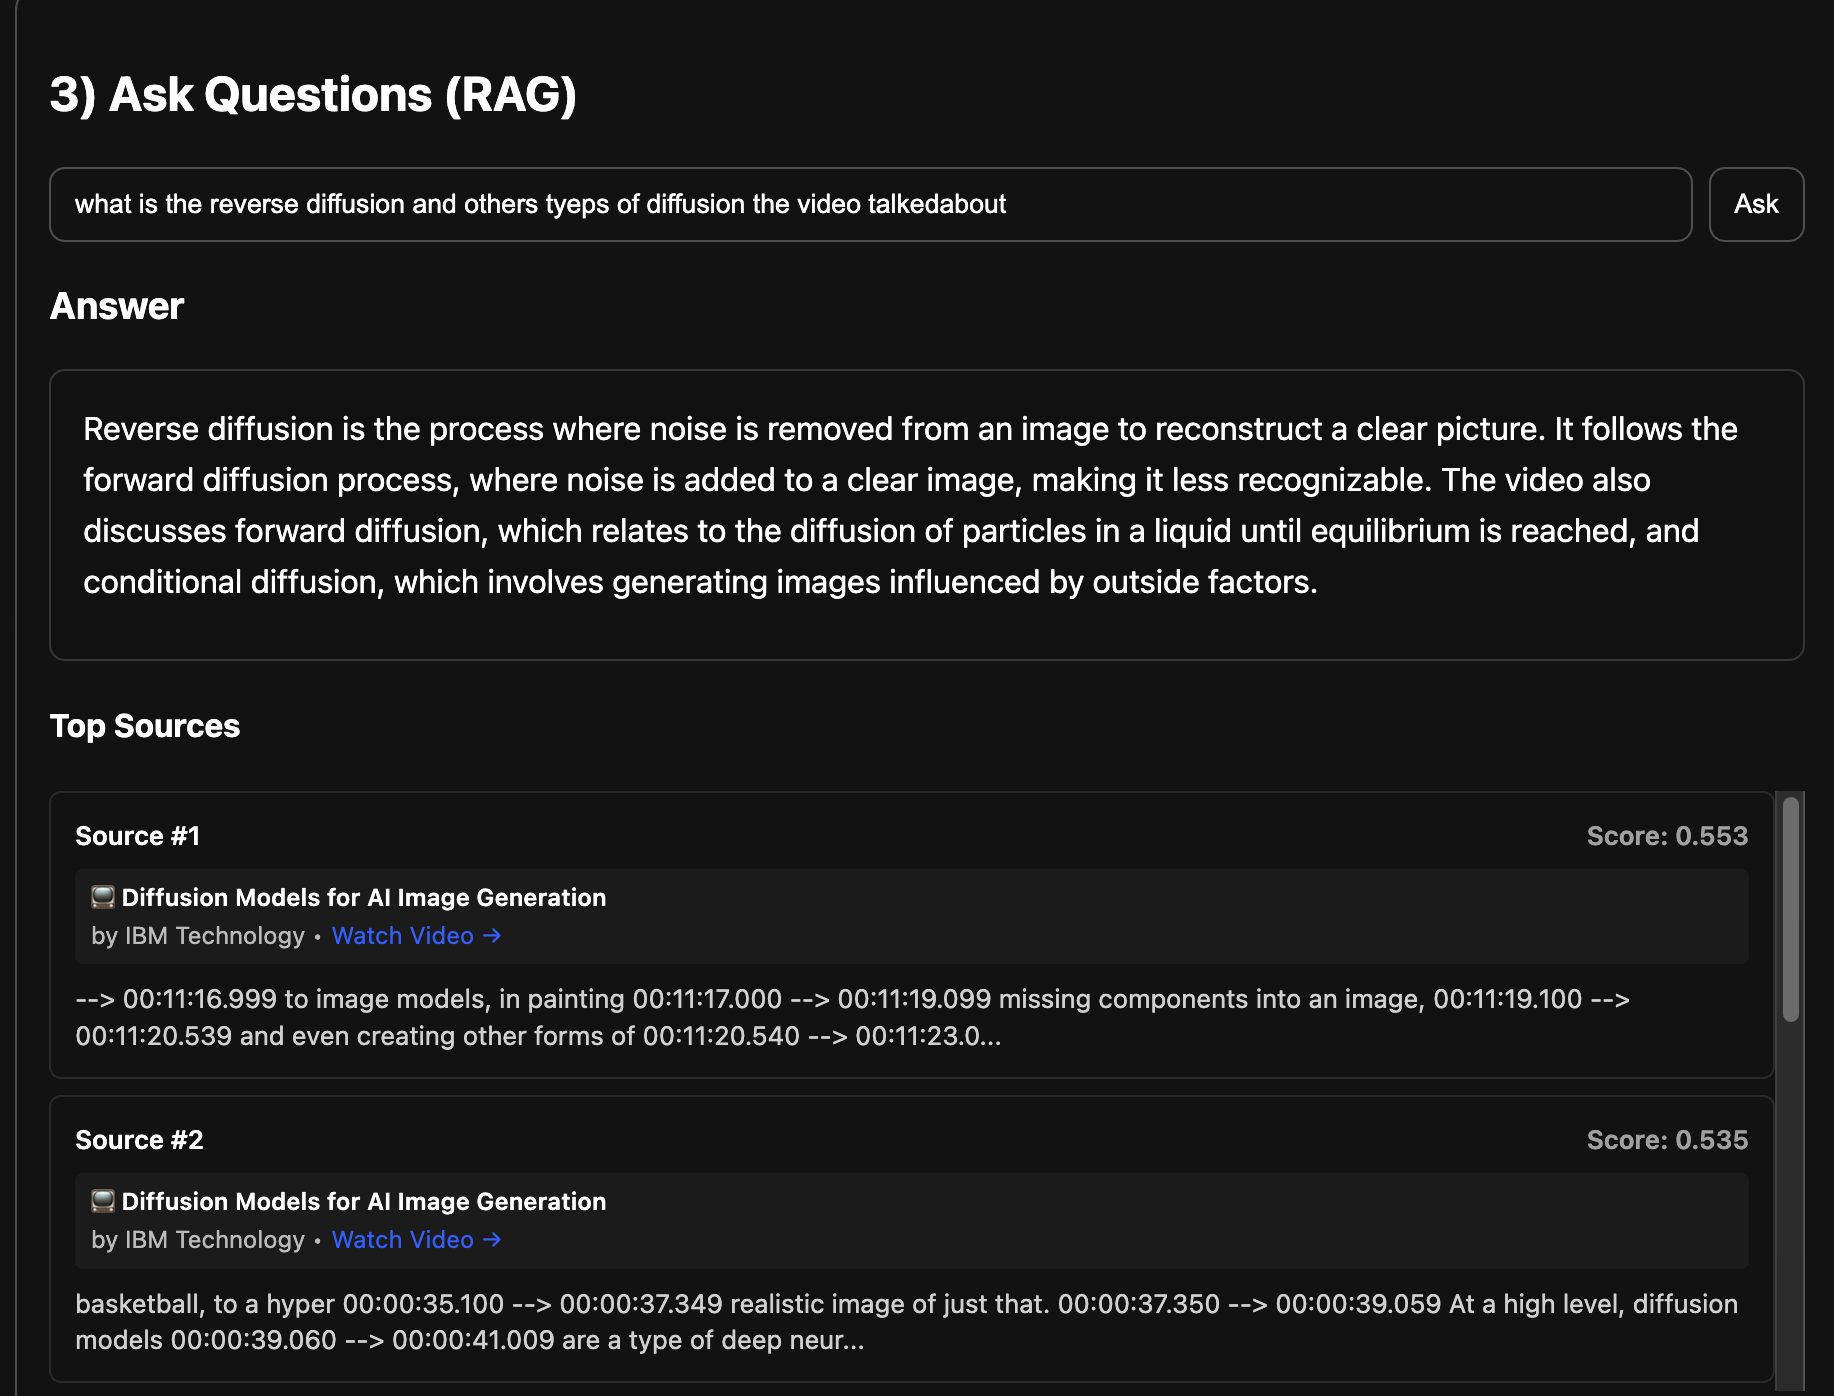 3) Ask Questions (RAG)
what is the reverse diffusion and others tyeps of diffusion the video talkedabout
Ask
Answer
Reverse diffusion is the process where noise is removed from an image to reconstruct a clear picture. It follows the
forward diffusion process, where noise is added to a clear image, making it less recognizable. The video also
discusses forward diffusion, which relates to the diffusion of particles in a liquid until equilibrium is reached, and
conditional diffusion, which involves generating images influenced by outside factors.
Top Sources
Source #1
Score: 0.553
Diffusion Models for AI Image Generation
by IBM Technology • Watch Video →
--> 00:11:16.999 to image models, in painting 00:11:17.000 --> 00:11:19.099 missing components into an image, 00:11:19.100 -->
00:11:20.539 and even creating other forms of 00:11:20.540 --> 00:11:23.0...
Source #2
Score: 0.535
Diffusion Models for AI Image Generation
by IBM Technology • Watch Video →
basketball, to a hyper 00:00:35.100 --> 00:00:37.349 realistic image of just that. 00:00:37.350 --> 00:00:39.059 At a high level, diffusion
models 00:00:39.060 --> 00:00:41.009 are a type of deep neur...